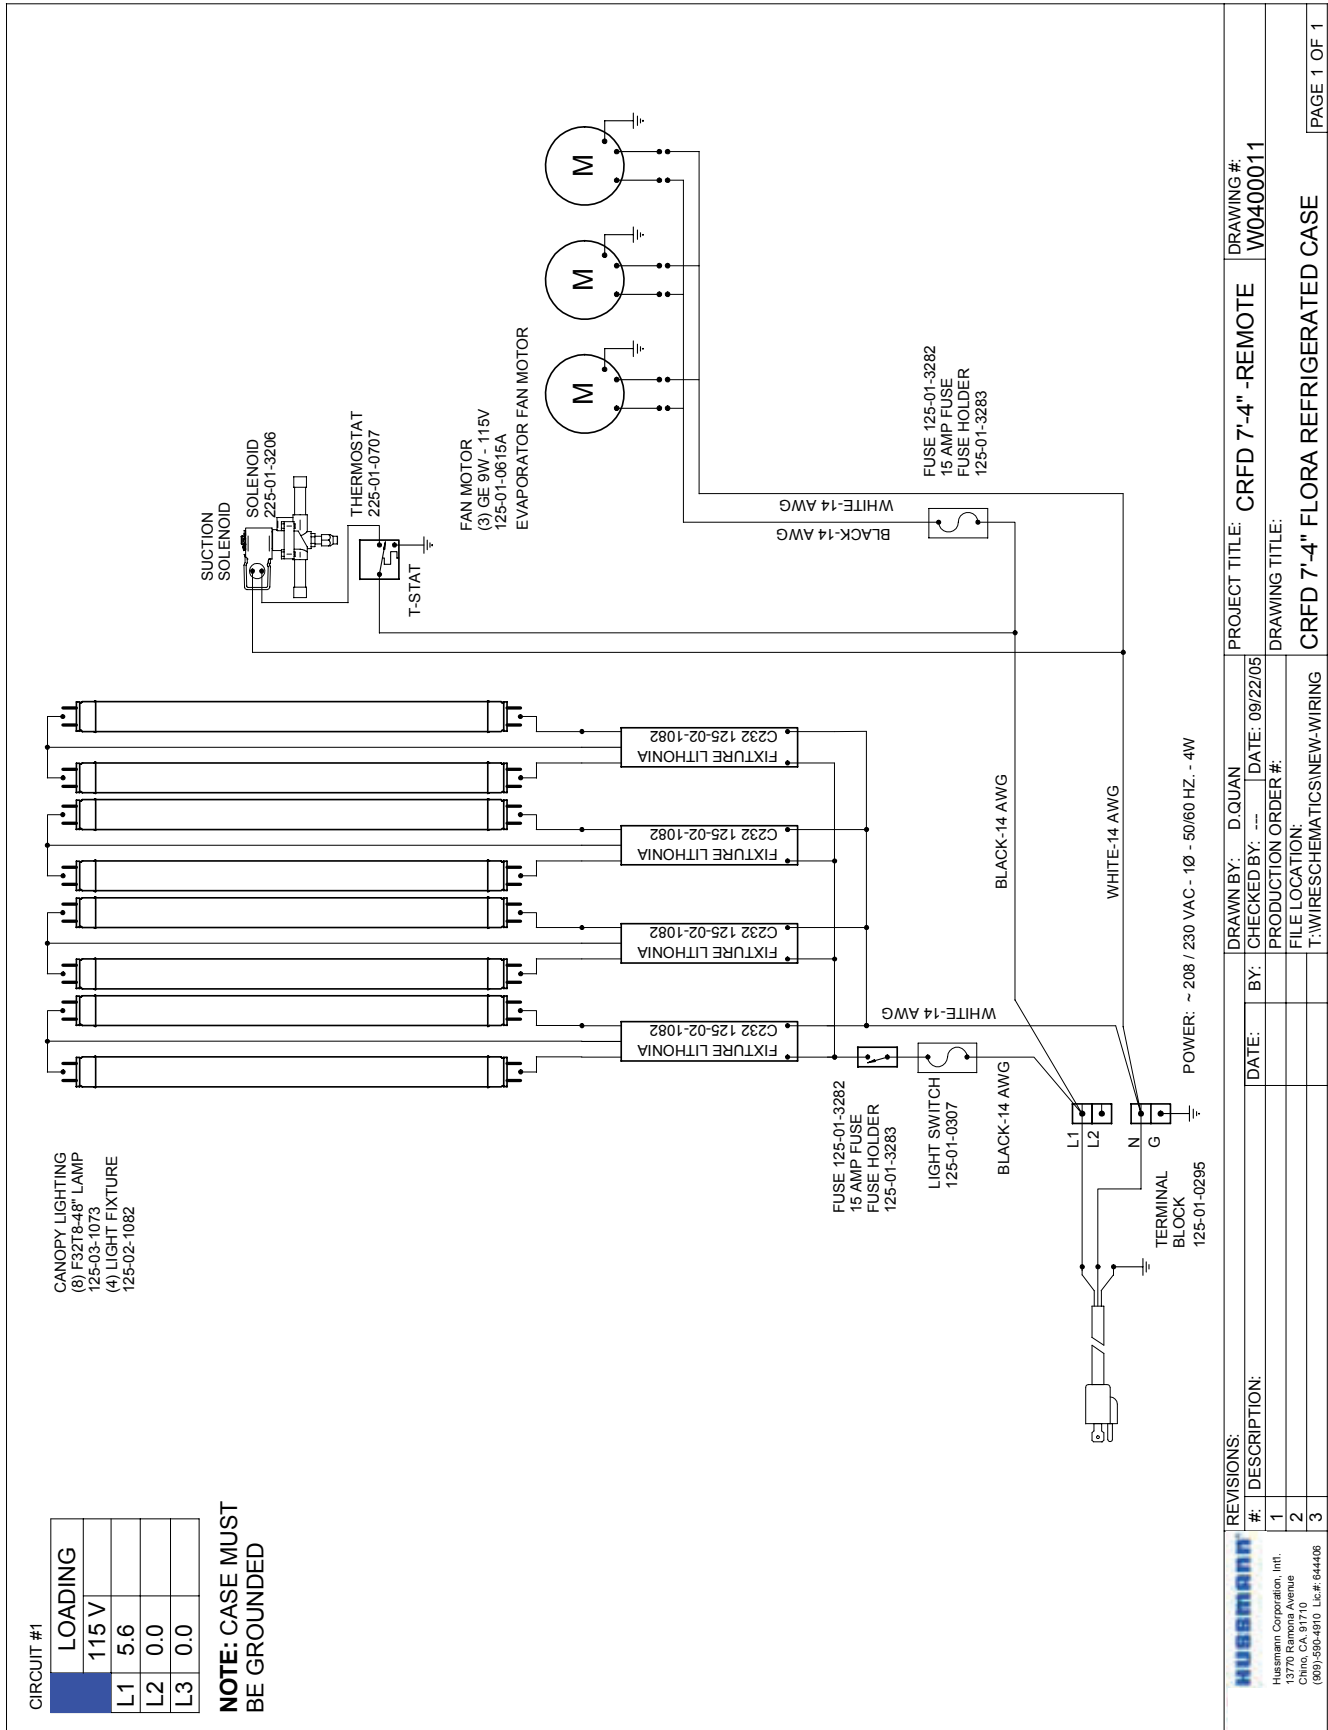 CIRCUIT #1
LOADING
115 V
L1 5.6
L2 0.0
L3 0.0
NOTE: CASE MUST
BE GROUNDED
CANOPY LIGHTING
(8) F32T8-48" LAMP
125-03-1073
(4) LIGHT FIXTURE
125-02-1082
SUCTION
SOLENOID
SOLENOID
225-01-3206
THERMOSTAT
225-01-0707
T-STAT
FAN MOTOR
(3) GE 9W - 115V
125-01-0615A
EVAPORATOR FAN MOTOR
M
M
M
FIXTURE LITHONIA
C232 125-02-1082
FIXTURE LITHONIA
C232 125-02-1082
FIXTURE LITHONIA
C232 125-02-1082
FIXTURE LITHONIA
C232 125-02-1082
WHITE-14 AWG
BLACK-14 AWG
FUSE 125-01-3282
15 AMP FUSE
FUSE HOLDER
125-01-3283
FUSE 125-01-3282
15 AMP FUSE
FUSE HOLDER
125-01-3283
LIGHT SWITCH
125-01-0307
BLACK-14 AWG
WHITE-14 AWG
BLACK-14 AWG
WHITE-14 AWG
L1
L2
N
G
TERMINAL
BLOCK
125-01-0295
POWER: ~ 208 / 230 VAC - 1Ø - 50/60 HZ. - 4W
HUSSMANN
Hussmann Corporation, Int'l.
13770 Ramona Avenue
Chino, CA. 91710
(909)-590-4910 Lic.#: 644406
REVISIONS:
#: DESCRIPTION: DATE: BY:
1
2
3
DRAWN BY: D.QUAN
CHECKED BY: --- DATE: 09/22/05
PRODUCTION ORDER #:
FILE LOCATION:
T:\WIRESCHEMATICS\NEW-WIRING
PROJECT TITLE: CRFD 7'-4" -REMOTE
DRAWING #:
W0400011
DRAWING TITLE:
CRFD 7'-4" FLORA REFRIGERATED CASE
PAGE 1 OF 1